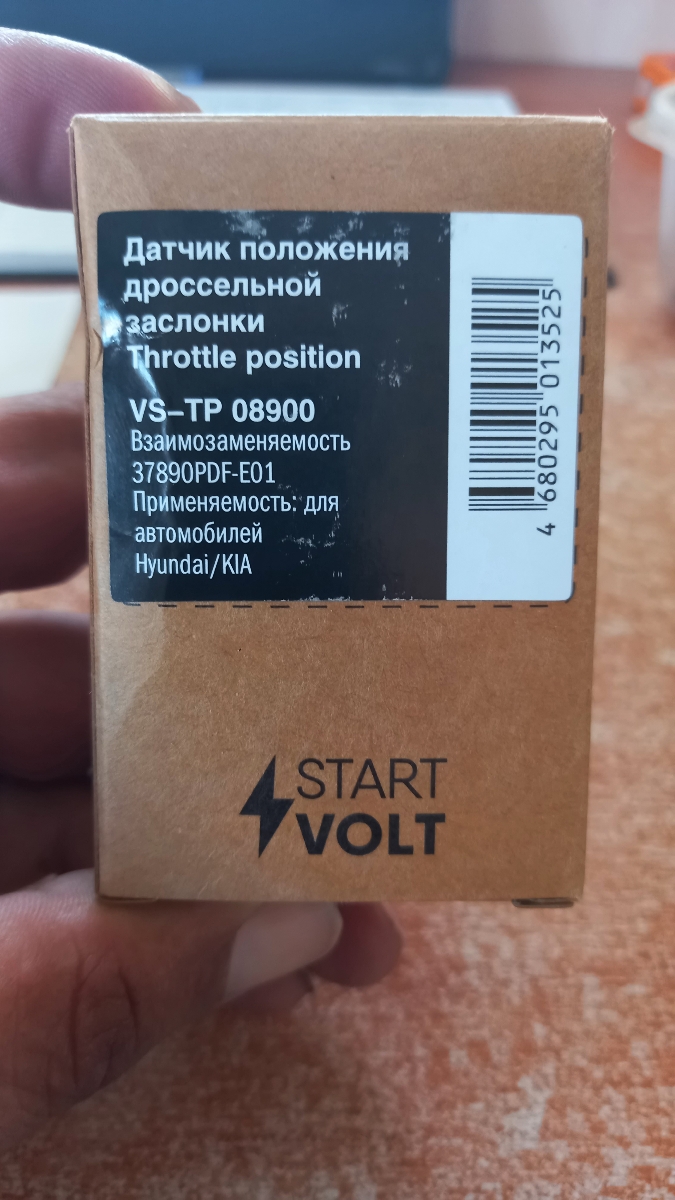 Датчик положения
дроссельной
заслонки
Throttle position
VS–TP 08900
Взаимозаменяемость
37890PDF-E01
Применяемость: для
автомобилей
Hyundai/KIA
4 680295 013525
START
VOLT